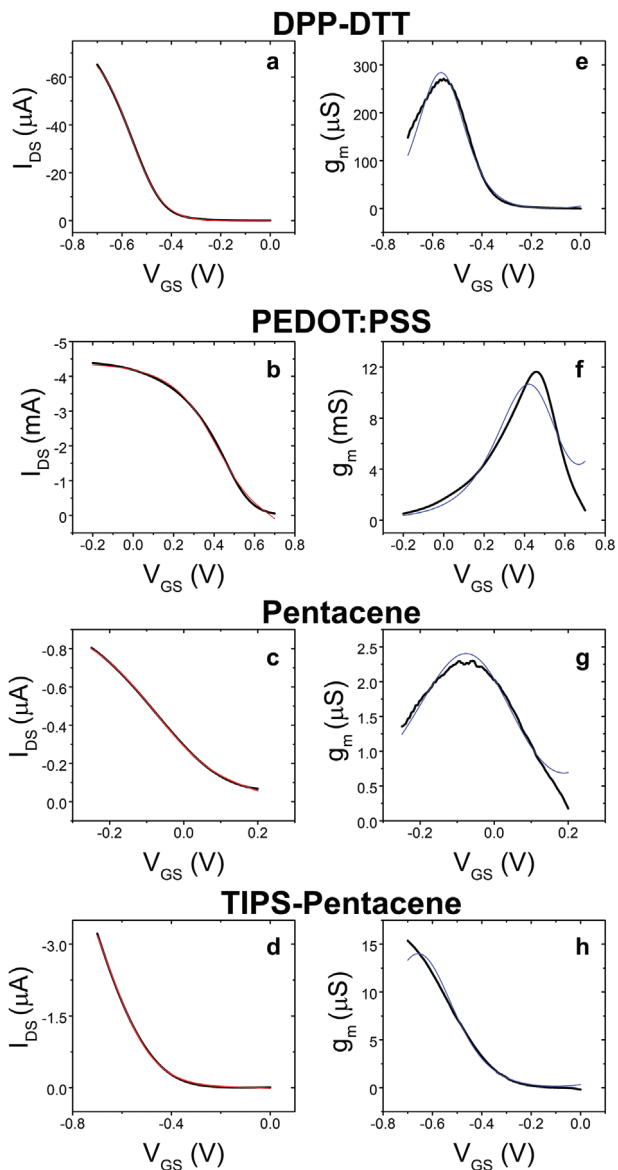 DPP-DTT
a
e
-60
-40
-20
0
I_DS (μA)
-0.8 -0.6 -0.4 -0.2 0.0
V_GS (V)
300
200
100
0
g_m (μS)
-0.8 -0.6 -0.4 -0.2 0.0
V_GS (V)
PEDOT:PSS
b
f
-5
-4
-3
-2
-1
0
I_DS (mA)
-0.2 0.0 0.2 0.4 0.6 0.8
V_GS (V)
12
8
4
0
g_m (mS)
-0.2 0.0 0.2 0.4 0.6 0.8
V_GS (V)
Pentacene
c
g
-0.8
-0.6
-0.4
-0.2
0.0
I_DS (μA)
-0.2 0.0 0.2
V_GS (V)
2.5
2.0
1.5
1.0
0.5
0.0
g_m (μS)
-0.2 0.0 0.2
V_GS (V)
TIPS-Pentacene
d
h
-3.0
-1.5
0.0
I_DS (μA)
-0.8 -0.4 0.0
V_GS (V)
15
10
5
0
g_m (μS)
-0.8 -0.6 -0.4 -0.2 0.0
V_GS (V)